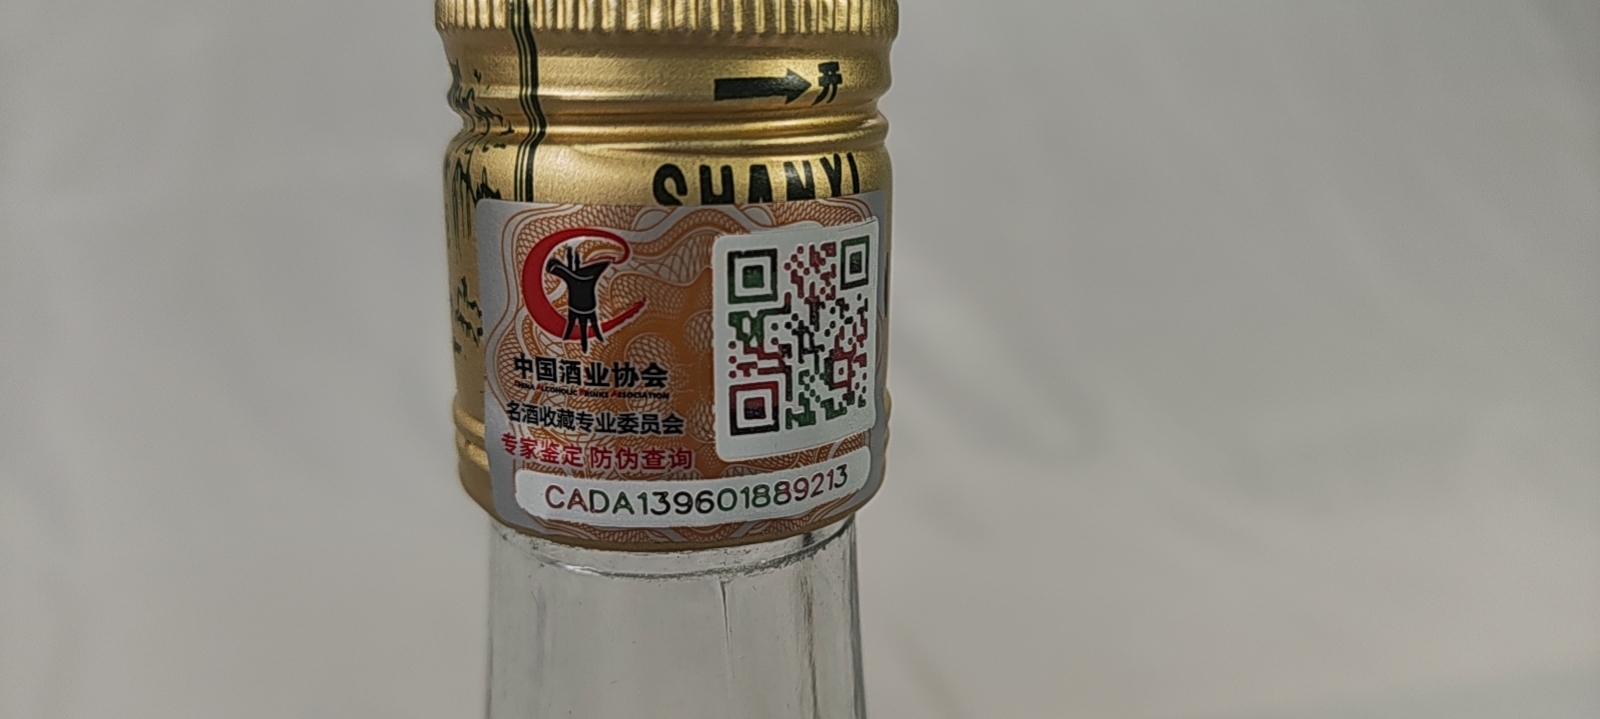 开
SHANXI
中国酒业协会
CHINA ALCOHOLIC DRINKS ASSOCIATION
名酒收藏专业委员会
专家鉴定 防伪查询
CADA139601889213